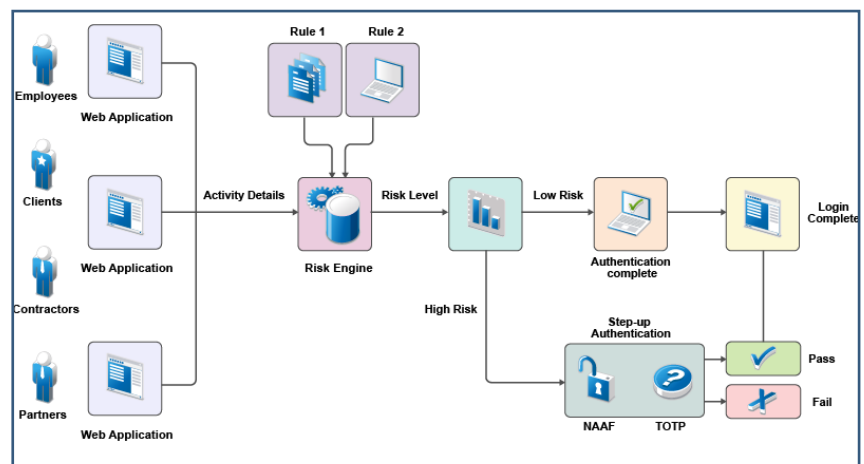 Rule 1
Rule 2
Employees
Web Application
Clients
Activity Details
Risk Level
Low Risk
Login
Complete
Web Application
Risk Engine
Authentication
complete
Contractors
High Risk
Step-up
Authentication
Pass
Partners
Fail
Web Application
NAAF
TOTP